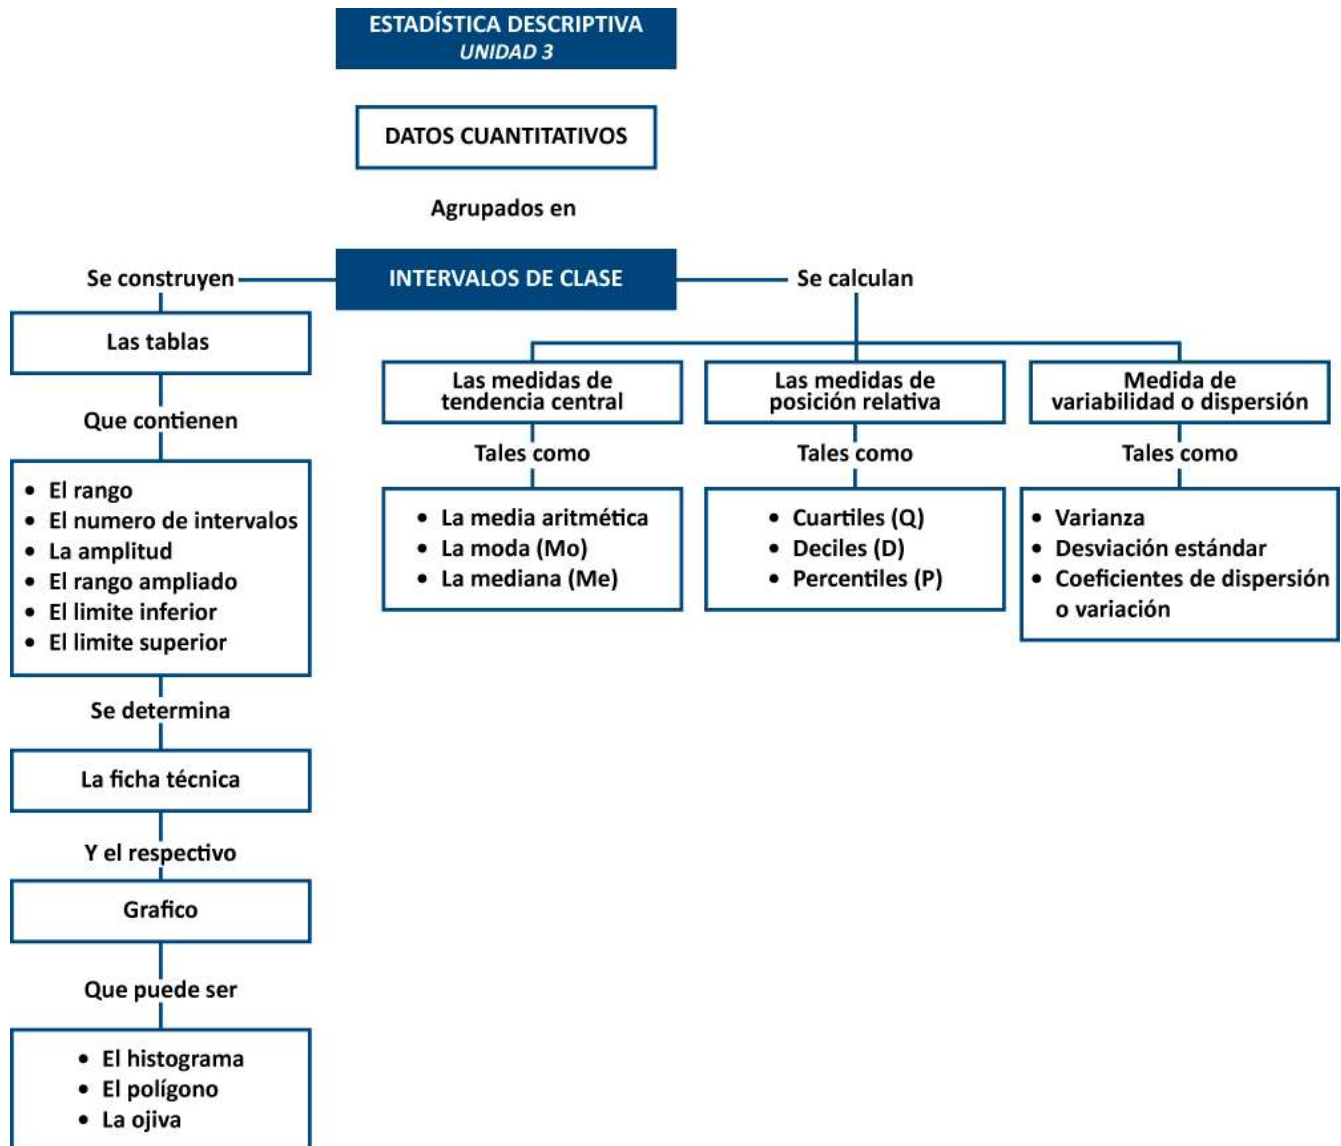 ESTADÍSTICA DESCRIPTIVA
UNIDAD 3
DATOS CUANTITATIVOS
Agrupados en
INTERVALOS DE CLASE
Se construyen
Las tablas
Que contienen
• El rango
• El numero de intervalos
• La amplitud
• El rango ampliado
• El limite inferior
• El limite superior
Se determina
La ficha técnica
Y el respectivo
Grafico
Que puede ser
• El histograma
• El polígono
• La ojiva
Se calculan
Las medidas de
tendencia central
Tales como
• La media aritmética
• La moda (Mo)
• La mediana (Me)
Las medidas de
posición relativa
Tales como
• Cuartiles (Q)
• Deciles (D)
• Percentiles (P)
Medida de
variabilidad o dispersión
Tales como
• Varianza
• Desviación estándar
• Coeficientes de dispersión
o variación